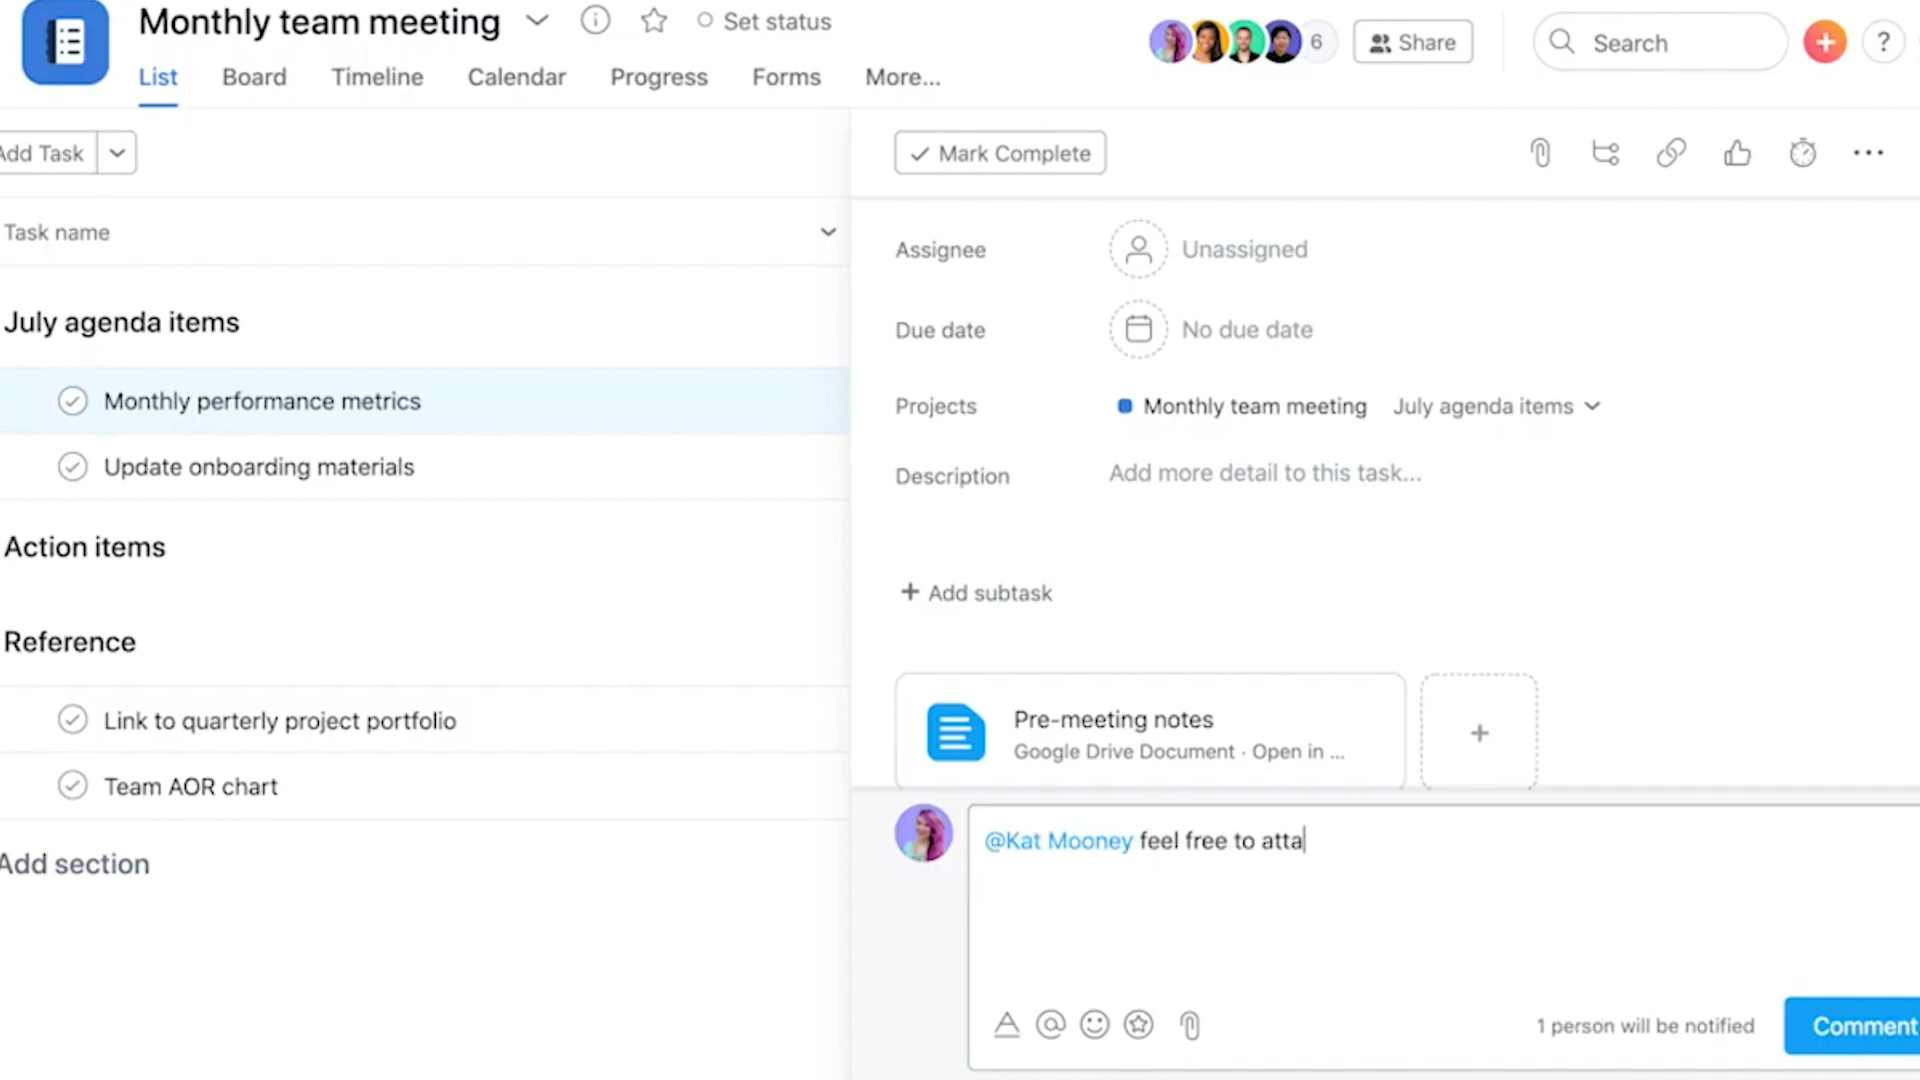 Monthly team meeting
Set status
6
Share
Search
?
List
Board
Timeline
Calendar
Progress
Forms
More...
Add Task
Mark Complete
Task name
July agenda items
Monthly performance metrics
Update onboarding materials
Action items
Reference
Link to quarterly project portfolio
Team AOR chart
Add section
Assignee
Unassigned
Due date
No due date
Projects
Monthly team meeting
July agenda items
Description
Add more detail to this task...
+ Add subtask
Pre-meeting notes
Google Drive Document · Open in ...
+
@Kat Mooney feel free to atta
1 person will be notified
Comment